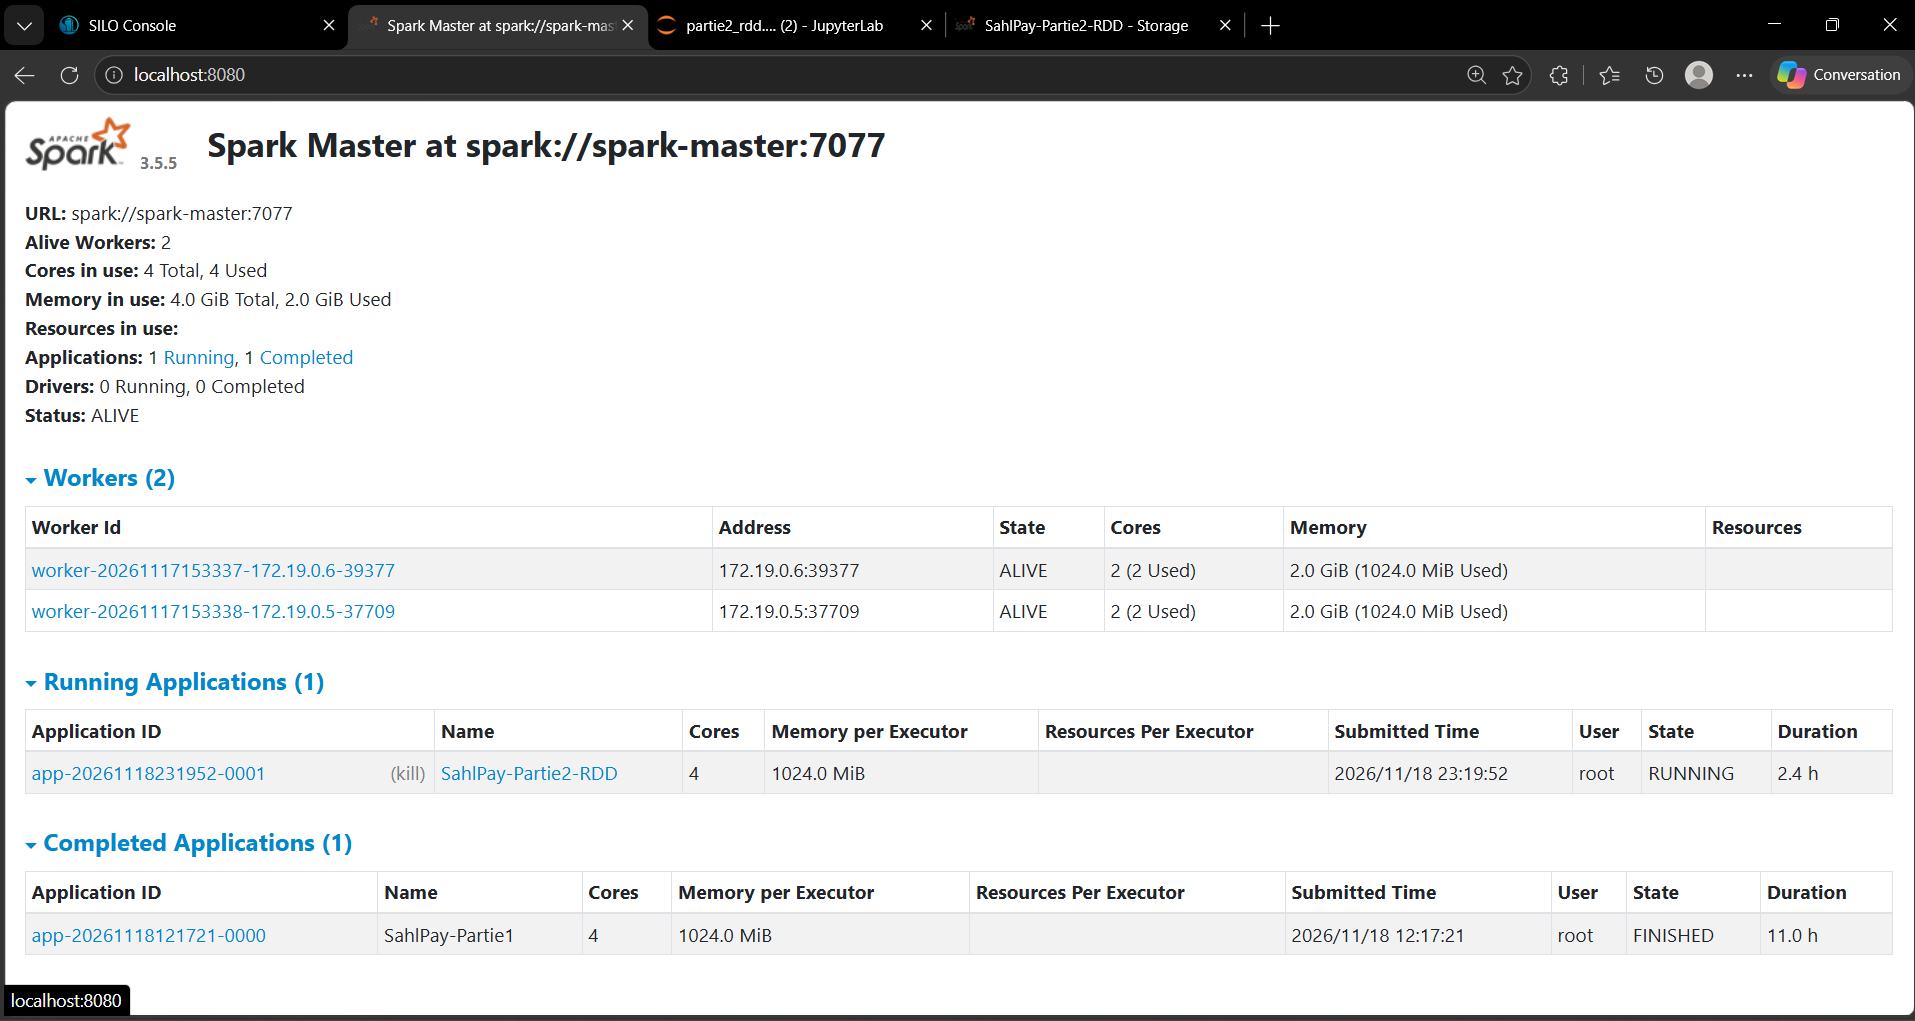 SILO Console
Spark Master at spark://spark-mas
partie2_rdd.... (2) - JupyterLab
SahlPay-Partie2-RDD - Storage
localhost:8080
Conversation
APACHE Spark 3.5.5 Spark Master at spark://spark-master:7077
URL: spark://spark-master:7077
Alive Workers: 2
Cores in use: 4 Total, 4 Used
Memory in use: 4.0 GiB Total, 2.0 GiB Used
Resources in use:
Applications: 1 Running, 1 Completed
Drivers: 0 Running, 0 Completed
Status: ALIVE
Workers (2)
Worker Id Address State Cores Memory Resources
worker-20261117153337-172.19.0.6-39377 172.19.0.6:39377 ALIVE 2 (2 Used) 2.0 GiB (1024.0 MiB Used)
worker-20261117153338-172.19.0.5-37709 172.19.0.5:37709 ALIVE 2 (2 Used) 2.0 GiB (1024.0 MiB Used)
Running Applications (1)
Application ID Name Cores Memory per Executor Resources Per Executor Submitted Time User State Duration
app-20261118231952-0001 (kill) SahlPay-Partie2-RDD 4 1024.0 MiB 2026/11/18 23:19:52 root RUNNING 2.4 h
Completed Applications (1)
Application ID Name Cores Memory per Executor Resources Per Executor Submitted Time User State Duration
app-20261118121721-0000 SahlPay-Partie1 4 1024.0 MiB 2026/11/18 12:17:21 root FINISHED 11.0 h
localhost:8080